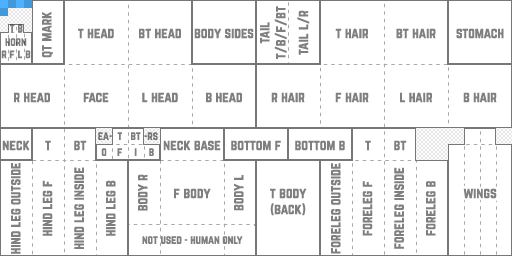 T B
HORN
R F L B
QT MARK
T HEAD
BT HEAD
BODY SIDES
TAIL T/B/F/BT
TAIL L/R
T HAIR
BT HAIR
STOMACH
R HEAD
FACE
L HEAD
B HEAD
R HAIR
F HAIR
L HAIR
B HAIR
NECK
T
BT
EA- T BT -RS
O F I B
NECK BASE
BOTTOM F
BOTTOM B
T
BT
HIND LEG OUTSIDE
HIND LEG F
HIND LEG INSIDE
HIND LEG B
BODY R
F BODY
BODY L
NOT USED - HUMAN ONLY
T BODY
(BACK)
FORELEG OUTSIDE
FORELEG F
FORELEG INSIDE
FORELEG B
WINGS